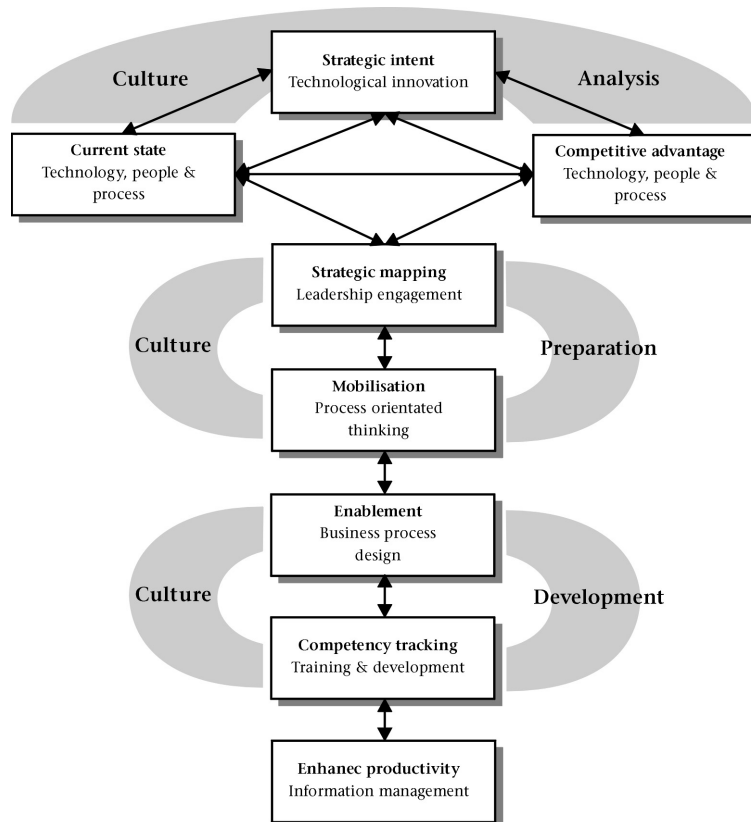 Culture
Strategic intent
Technological innovation
Analysis
Current state
Technology, people &
process
Competitive advantage
Technology, people &
process
Strategic mapping
Leadership engagement
Culture
Preparation
Mobilisation
Process orientated
thinking
Enablement
Business process
design
Culture
Development
Competency tracking
Training & development
Enhanec productivity
Information management